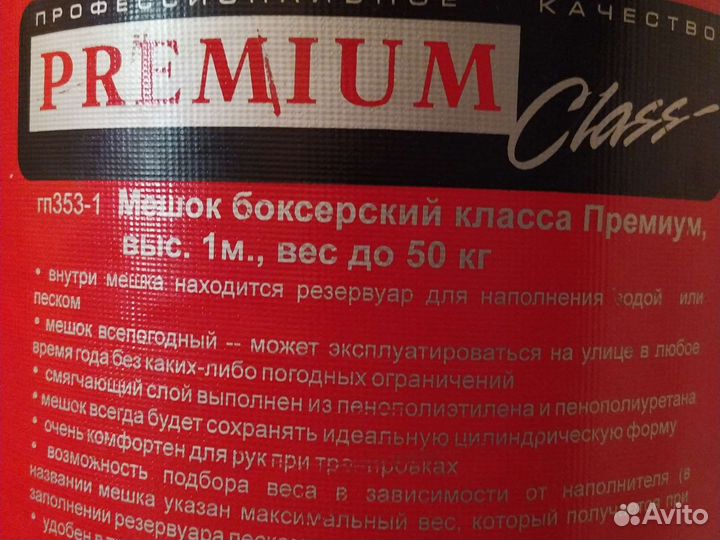 ПРОФЕССИОНАЛЬНОЕ КАЧЕСТВО
PREMIUM
Class
гп353-1 Мешок боксерский класса Премиум,
выс. 1м., вес до 50 кг
• внутри мешка находится резервуар для наполнения водой или
песком
• мешок всепогодный -- может эксплуатироваться на улице в любое
время года без каких-либо погодных ограничений
• смягчающий слой выполнен из пенополиэтилена и пенополиуретана
• мешок всегда будет сохранять идеальную цилиндрическую форму
• очень комфортен для рук при тренировках
• возможность подбора веса в зависимости от наполнителя (в
названии мешка указан максимальный вес, который получается при
заполнении резервуара песко
• удобен в
Avito